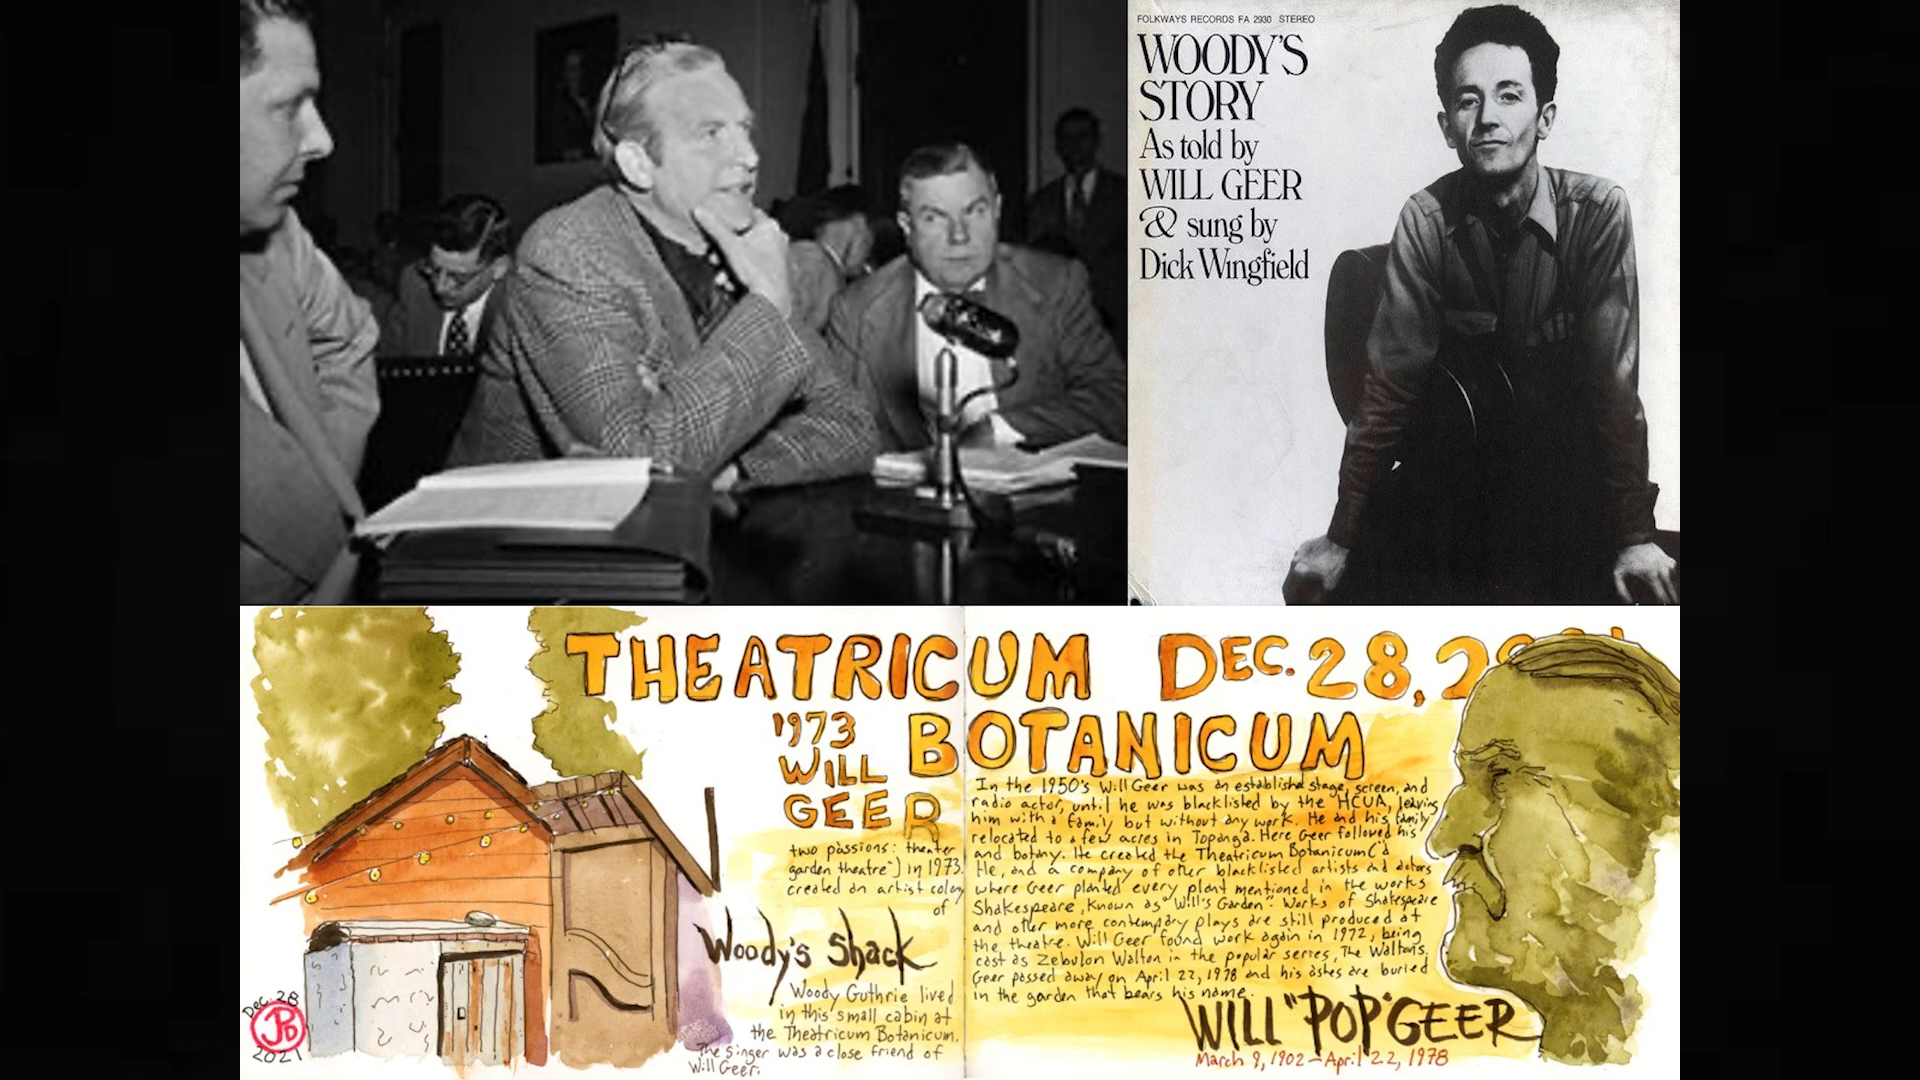 FOLKWAYS RECORDS FA 2930 STEREO
WOODY'S
STORY
As told by
WILL GEER
& sung by
Dick Wingfield
THEATRICUM DEC. 28,
BOTANICUM
1973
WILL
GEER
In the 1950's Will Geer was an established stage, screen, and
radio actor, until he was blacklisted by the HCUA, leaving
him with a family but without any work. He and his family
relocated to a few acres in Topanga. Here Geer followed his
two passions: theater and botany. He created the Theatricum Botanicum ("a
garden theatre") in 1973. He, and a company of other blacklisted artists and actors
created an artist colony where Geer planted every plant mentioned in the works
of Shakespeare, known as "Will's Garden". Works of Shakespeare
and other more contempory plays are still produced at
the theatre. Will Geer found work again in 1972, being
cast as Zebulon Walton in the popular series, The Waltons.
Geer passed away on April 22, 1978 and his ashes are buried
in the garden that bears his name.
Woody's Shack
Woody Guthrie lived
in this small cabin at
the Theatricum Botanicum.
The singer was a close friend of
Will Geer.
WILL "POP" GEER
March 9, 1902 - April 22, 1978
Dec. 28
JPD
2021